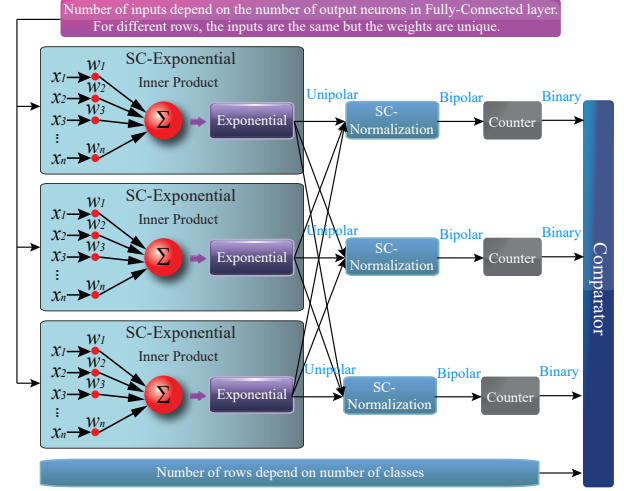 Number of inputs depend on the number of output neurons in Fully-Connected layer.
For different rows, the inputs are the same but the weights are unique.
SC-Exponential
Inner Product
x1 w1
x2 w2
x3 w3
⋮
xn wn
Σ
Exponential
Unipolar
SC-
Normalization
Bipolar
Counter
Binary
SC-Exponential
Inner Product
x1 w1
x2 w2
x3 w3
⋮
xn wn
Σ
Exponential
Unipolar
SC-
Normalization
Bipolar
Counter
Binary
SC-Exponential
Inner Product
x1 w1
x2 w2
x3 w3
⋮
xn wn
Σ
Exponential
Unipolar
SC-
Normalization
Bipolar
Counter
Binary
Comparator
Number of rows depend on number of classes